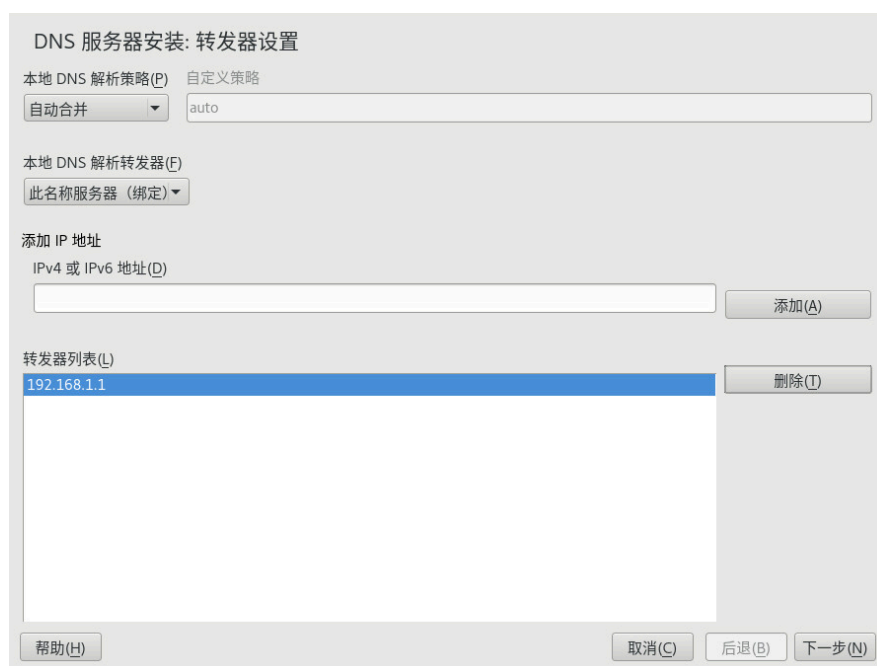 DNS 服务器安装: 转发器设置
本地 DNS 解析策略(P) 自定义策略
自动合并 auto
本地 DNS 解析转发器(F)
此名称服务器（绑定）
添加 IP 地址
IPv4 或 IPv6 地址(D)
添加(A)
转发器列表(L)
192.168.1.1 删除(T)
帮助(H) 取消(C) 后退(B) 下一步(N)